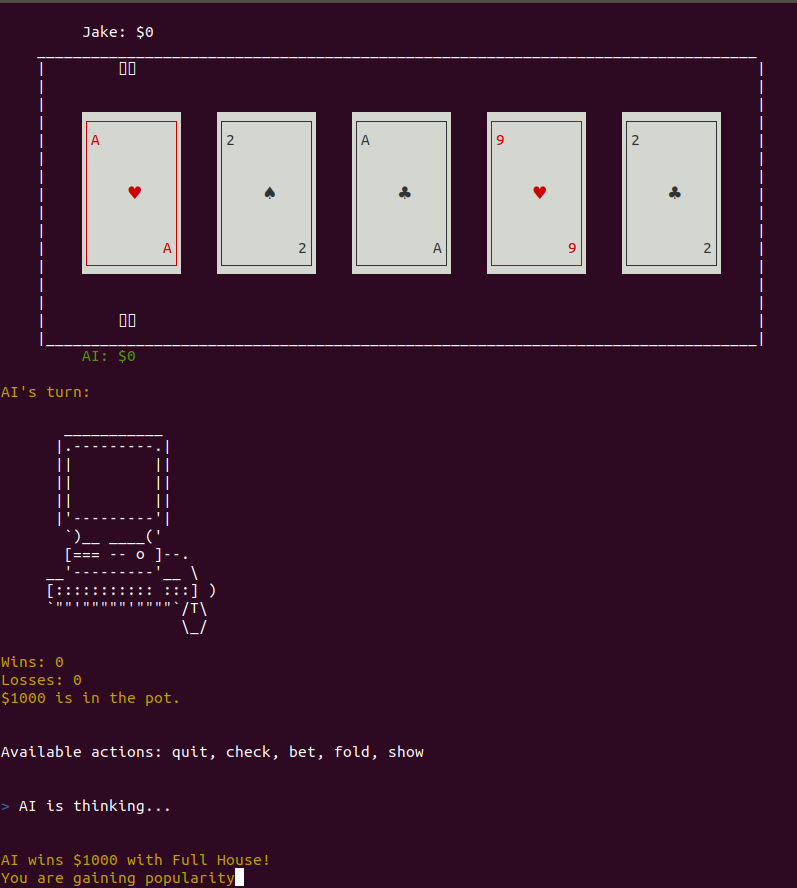 Jake: $0
A 2 A 9 2
♥ ♠ ♣ ♥ ♣
A 2 A 9 2
AI: $0
AI's turn:
[=== -- o ]--.
Wins: 0
Losses: 0
$1000 is in the pot.
Available actions: quit, check, bet, fold, show
> AI is thinking...
AI wins $1000 with Full House!
You are gaining popularity